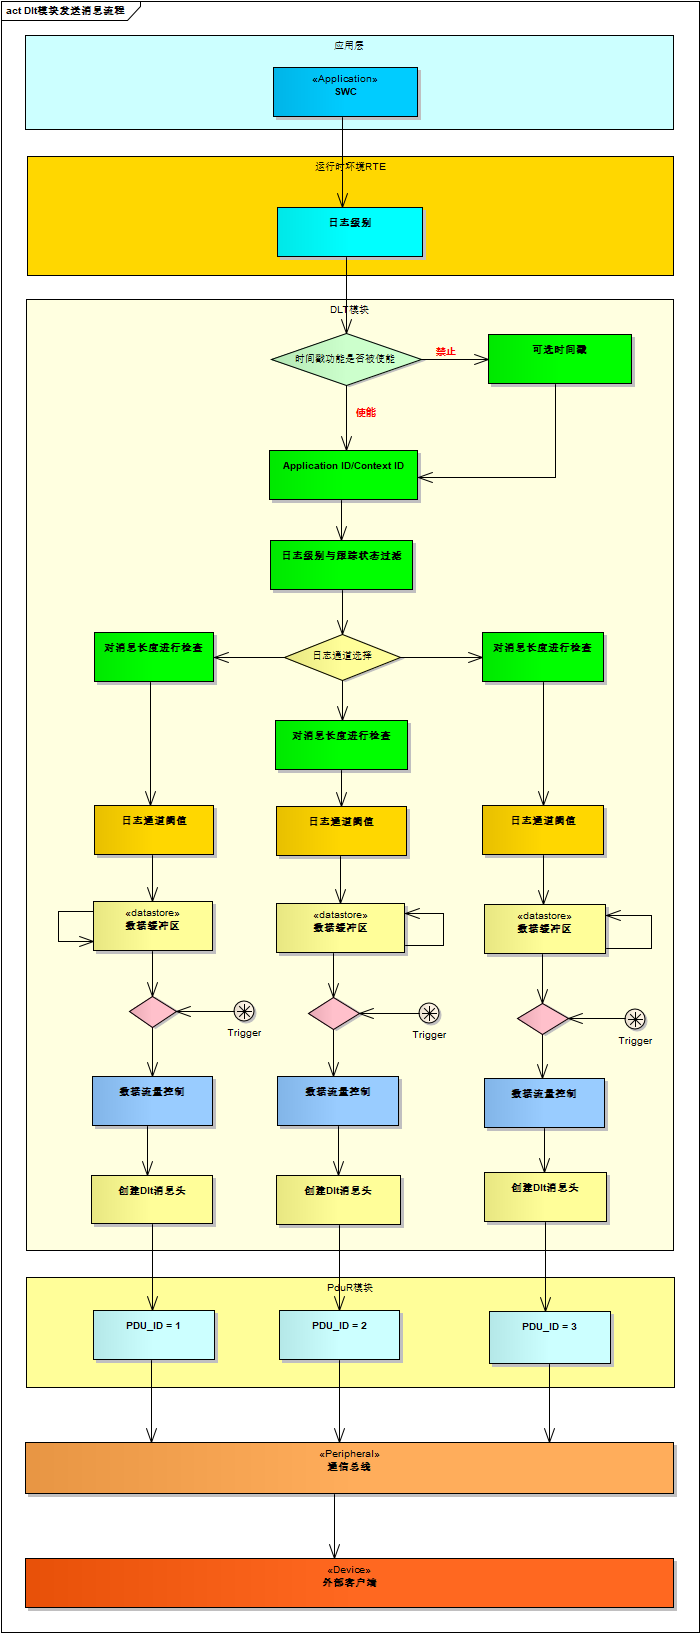 act Dlt模块发送消息流程
应用层
«Application»
SWC
运行时环境RTE
日志级别
DLT模块
时间戳功能是否被使能
禁止
可选时间戳
使能
Application ID/Context ID
日志级别与跟踪状态过滤
对消息长度进行检查
日志通道选择
对消息长度进行检查
对消息长度进行检查
日志通道阈值
日志通道阈值
日志通道阈值
«datastore»
数据缓冲区
«datastore»
数据缓冲区
«datastore»
数据缓冲区
Trigger
Trigger
Trigger
数据流量控制
数据流量控制
数据流量控制
创建Dlt消息头
创建Dlt消息头
创建Dlt消息头
PduR模块
PDU_ID = 1
PDU_ID = 2
PDU_ID = 3
«Peripheral»
通信总线
«Device»
外部客户端